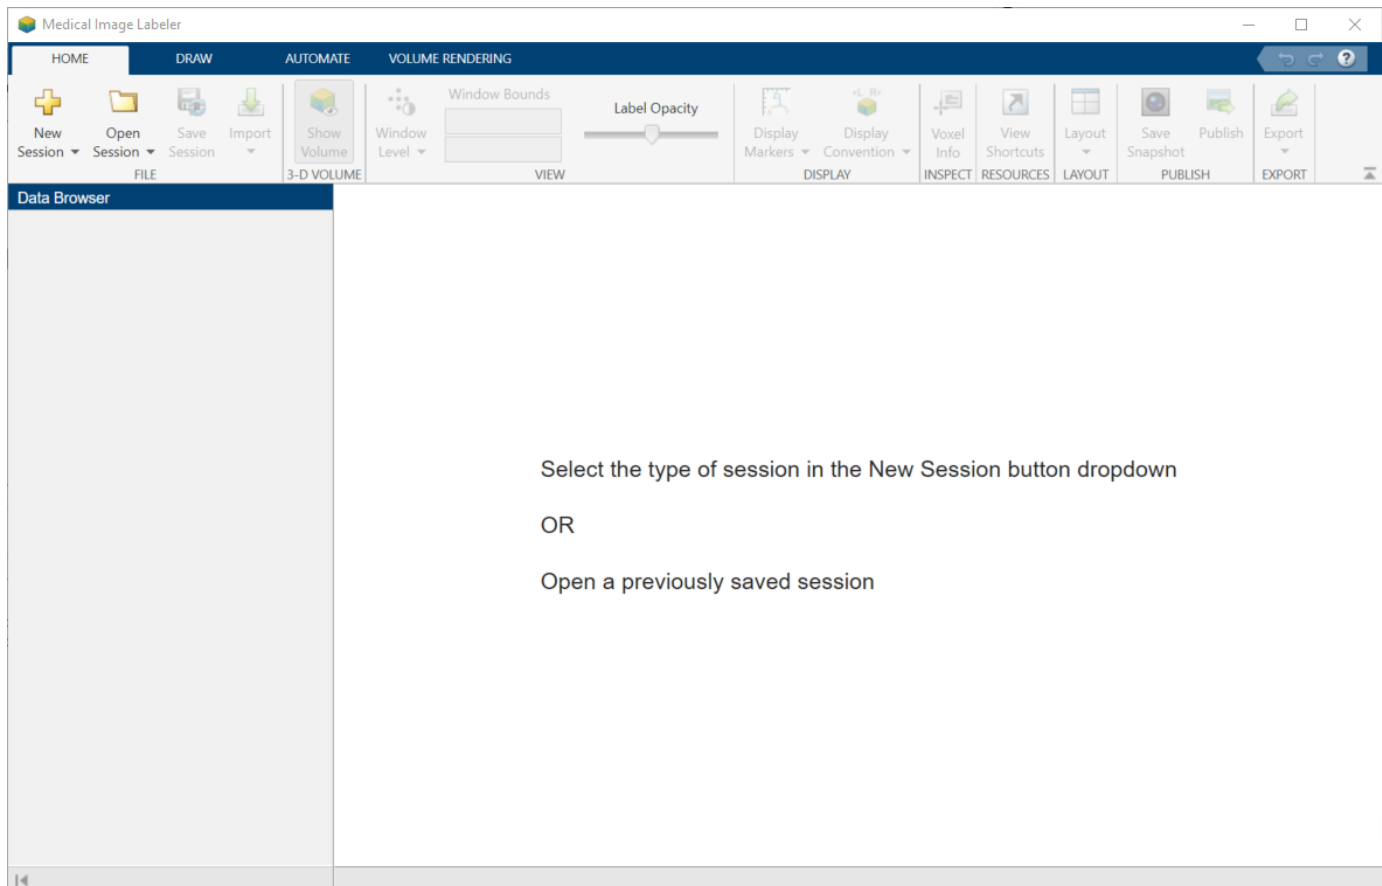 Medical Image Labeler
HOME DRAW AUTOMATE VOLUME RENDERING
?
Window Bounds
Label Opacity
New Open Save Import Show Window Display Display Voxel View Layout Save Publish Export
Session Session Session Volume Level Markers Convention Info Shortcuts Snapshot
FILE 3-D VOLUME VIEW DISPLAY INSPECT RESOURCES LAYOUT PUBLISH EXPORT
Data Browser
Select the type of session in the New Session button dropdown
OR
Open a previously saved session